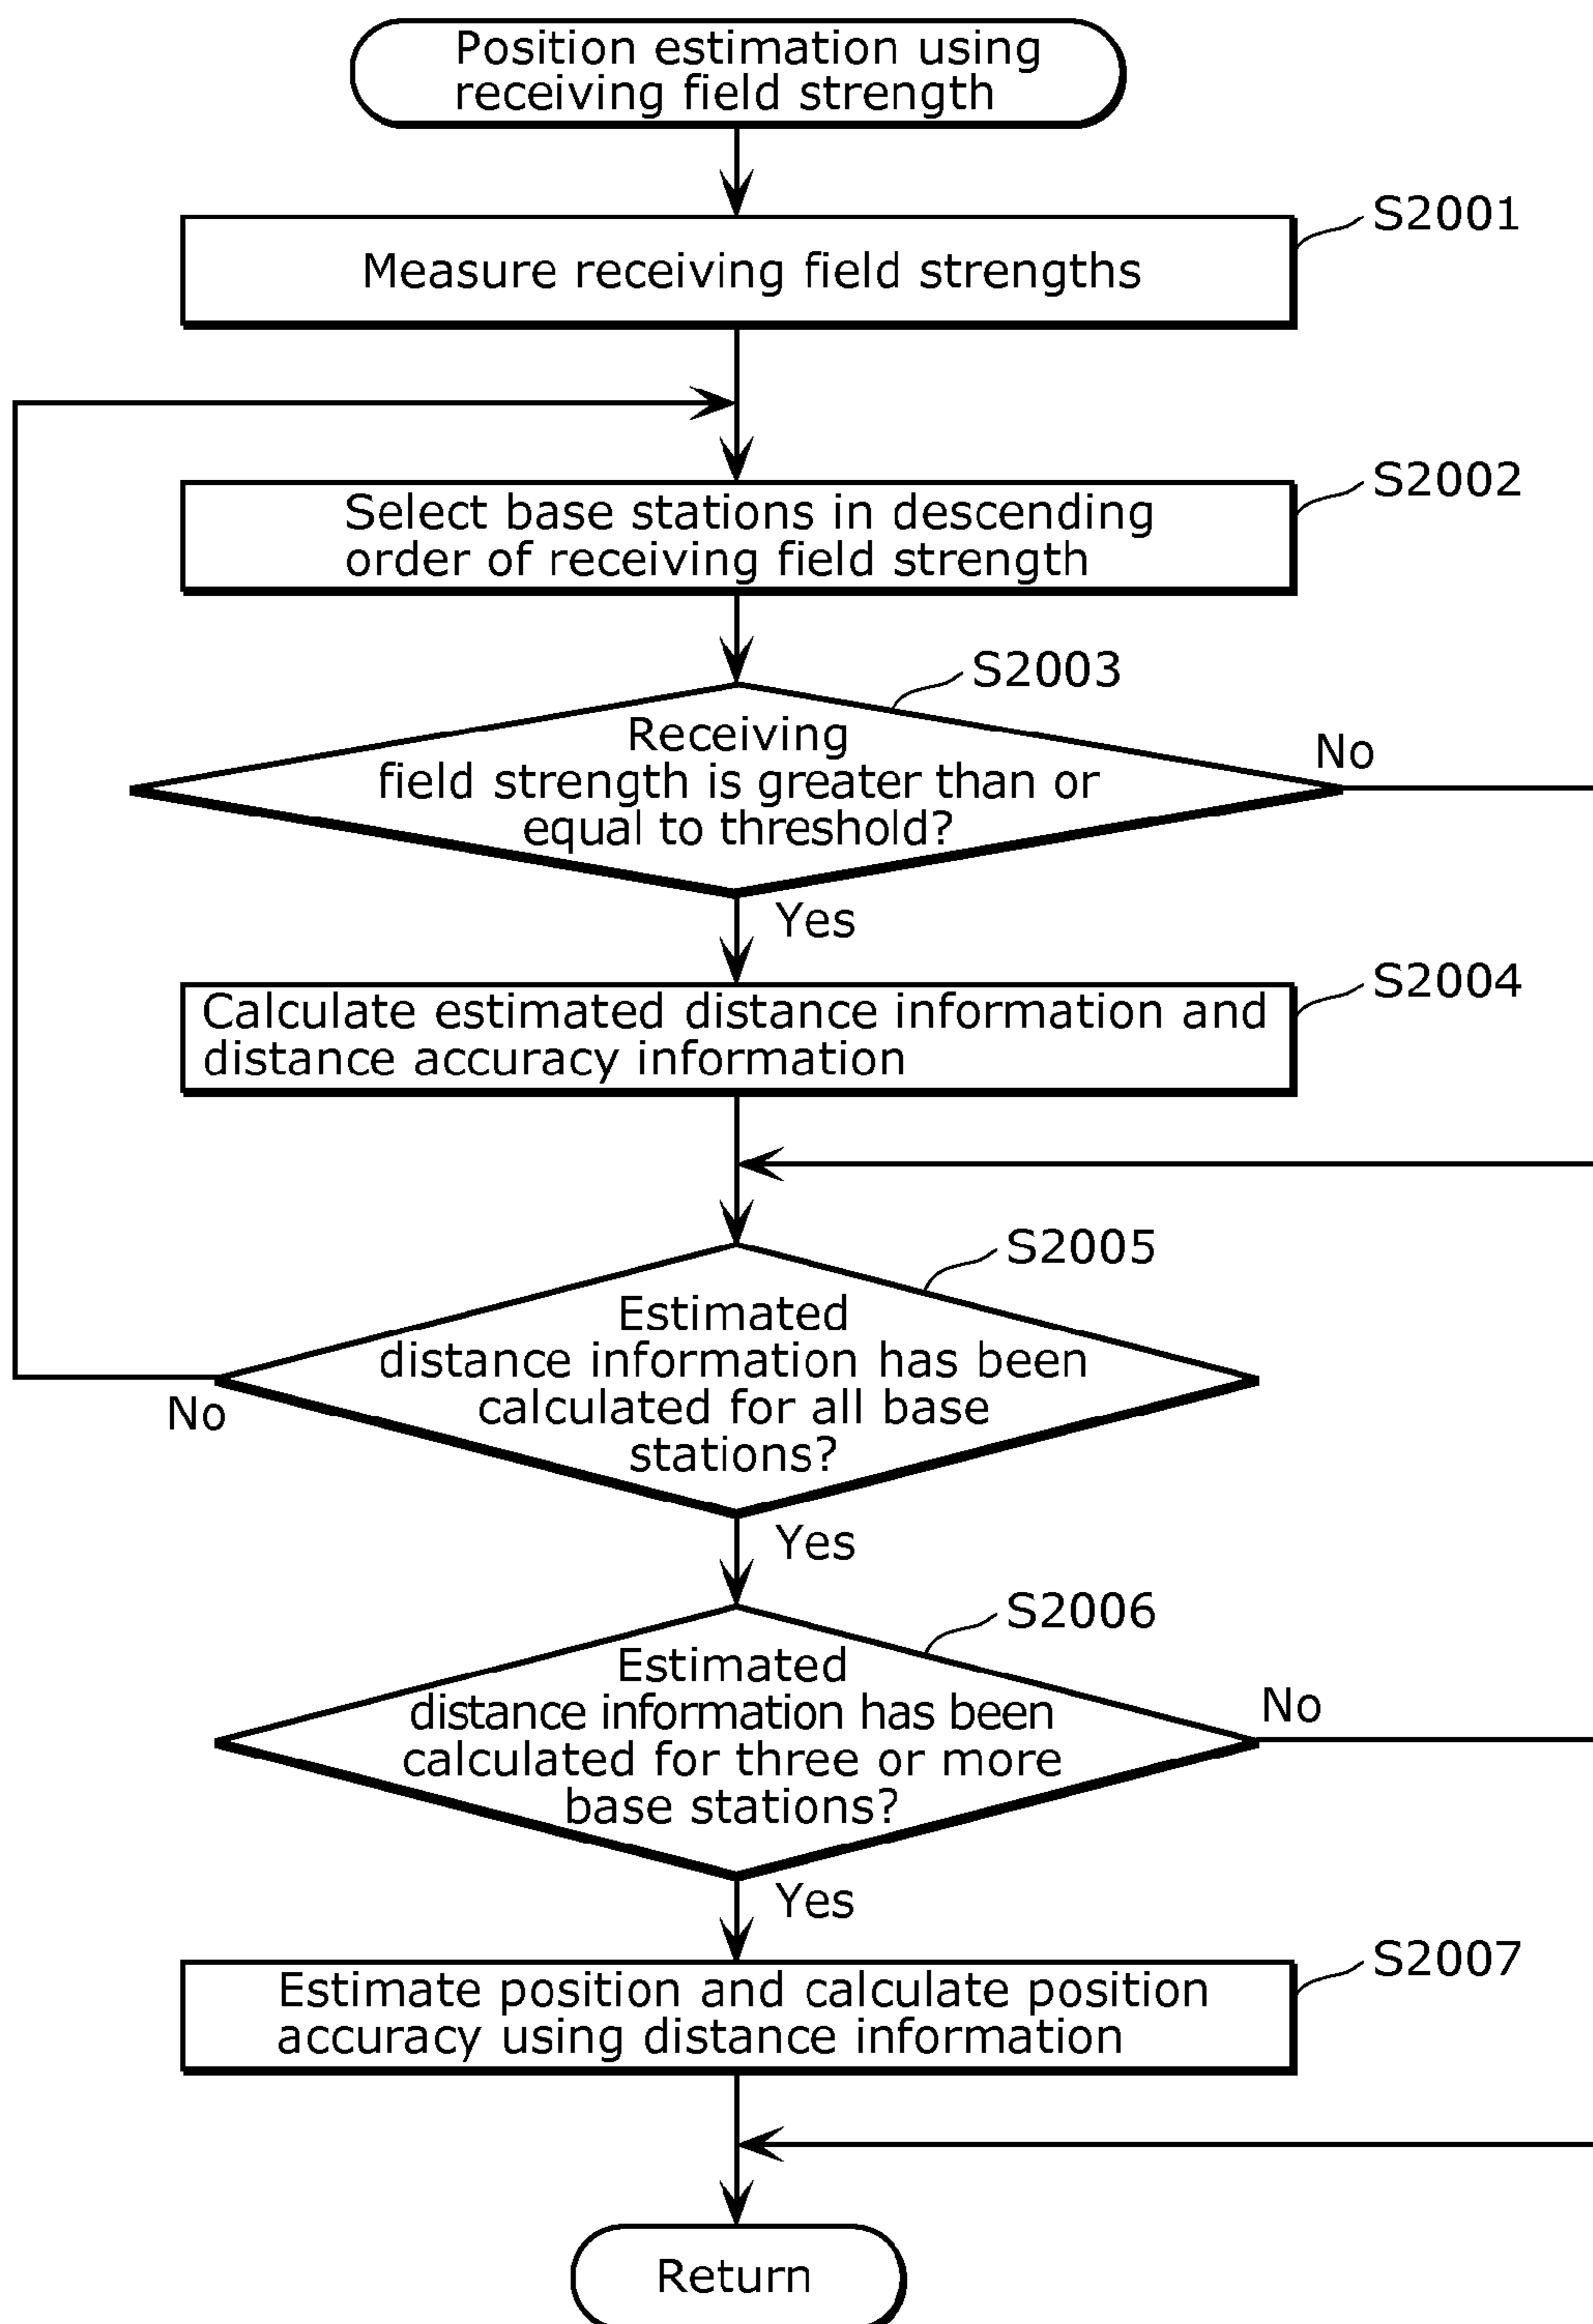 Position estimation using
receiving field strength
S2001
Measure receiving field strengths
S2002
Select base stations in descending
order of receiving field strength
S2003
Receiving
field strength is greater than or
equal to threshold?
No
Yes
S2004
Calculate estimated distance information and
distance accuracy information
S2005
Estimated
distance information has been
calculated for all base
stations?
No
Yes
S2006
Estimated
distance information has been
calculated for three or more
base stations?
No
Yes
S2007
Estimate position and calculate position
accuracy using distance information
Return